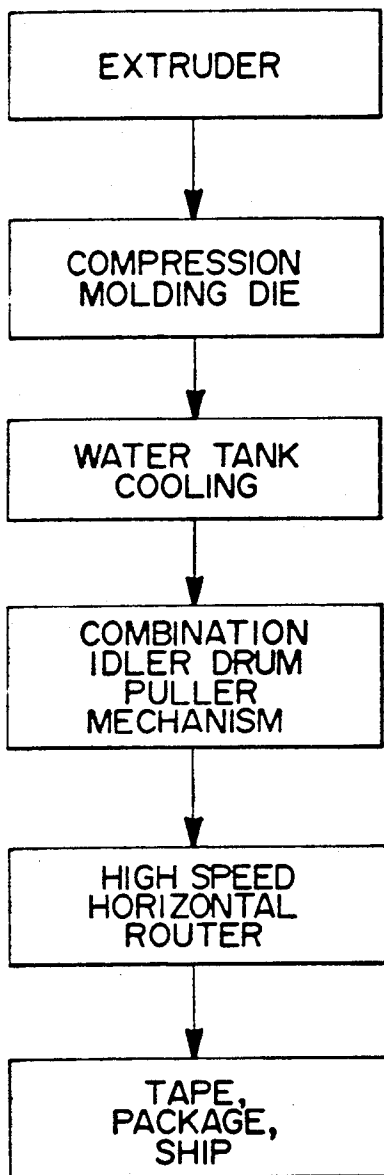 EXTRUDER
COMPRESSION
MOLDING DIE
WATER TANK
COOLING
COMBINATION
IDLER DRUM
PULLER
MECHANISM
HIGH SPEED
HORIZONTAL
ROUTER
TAPE,
PACKAGE,
SHIP